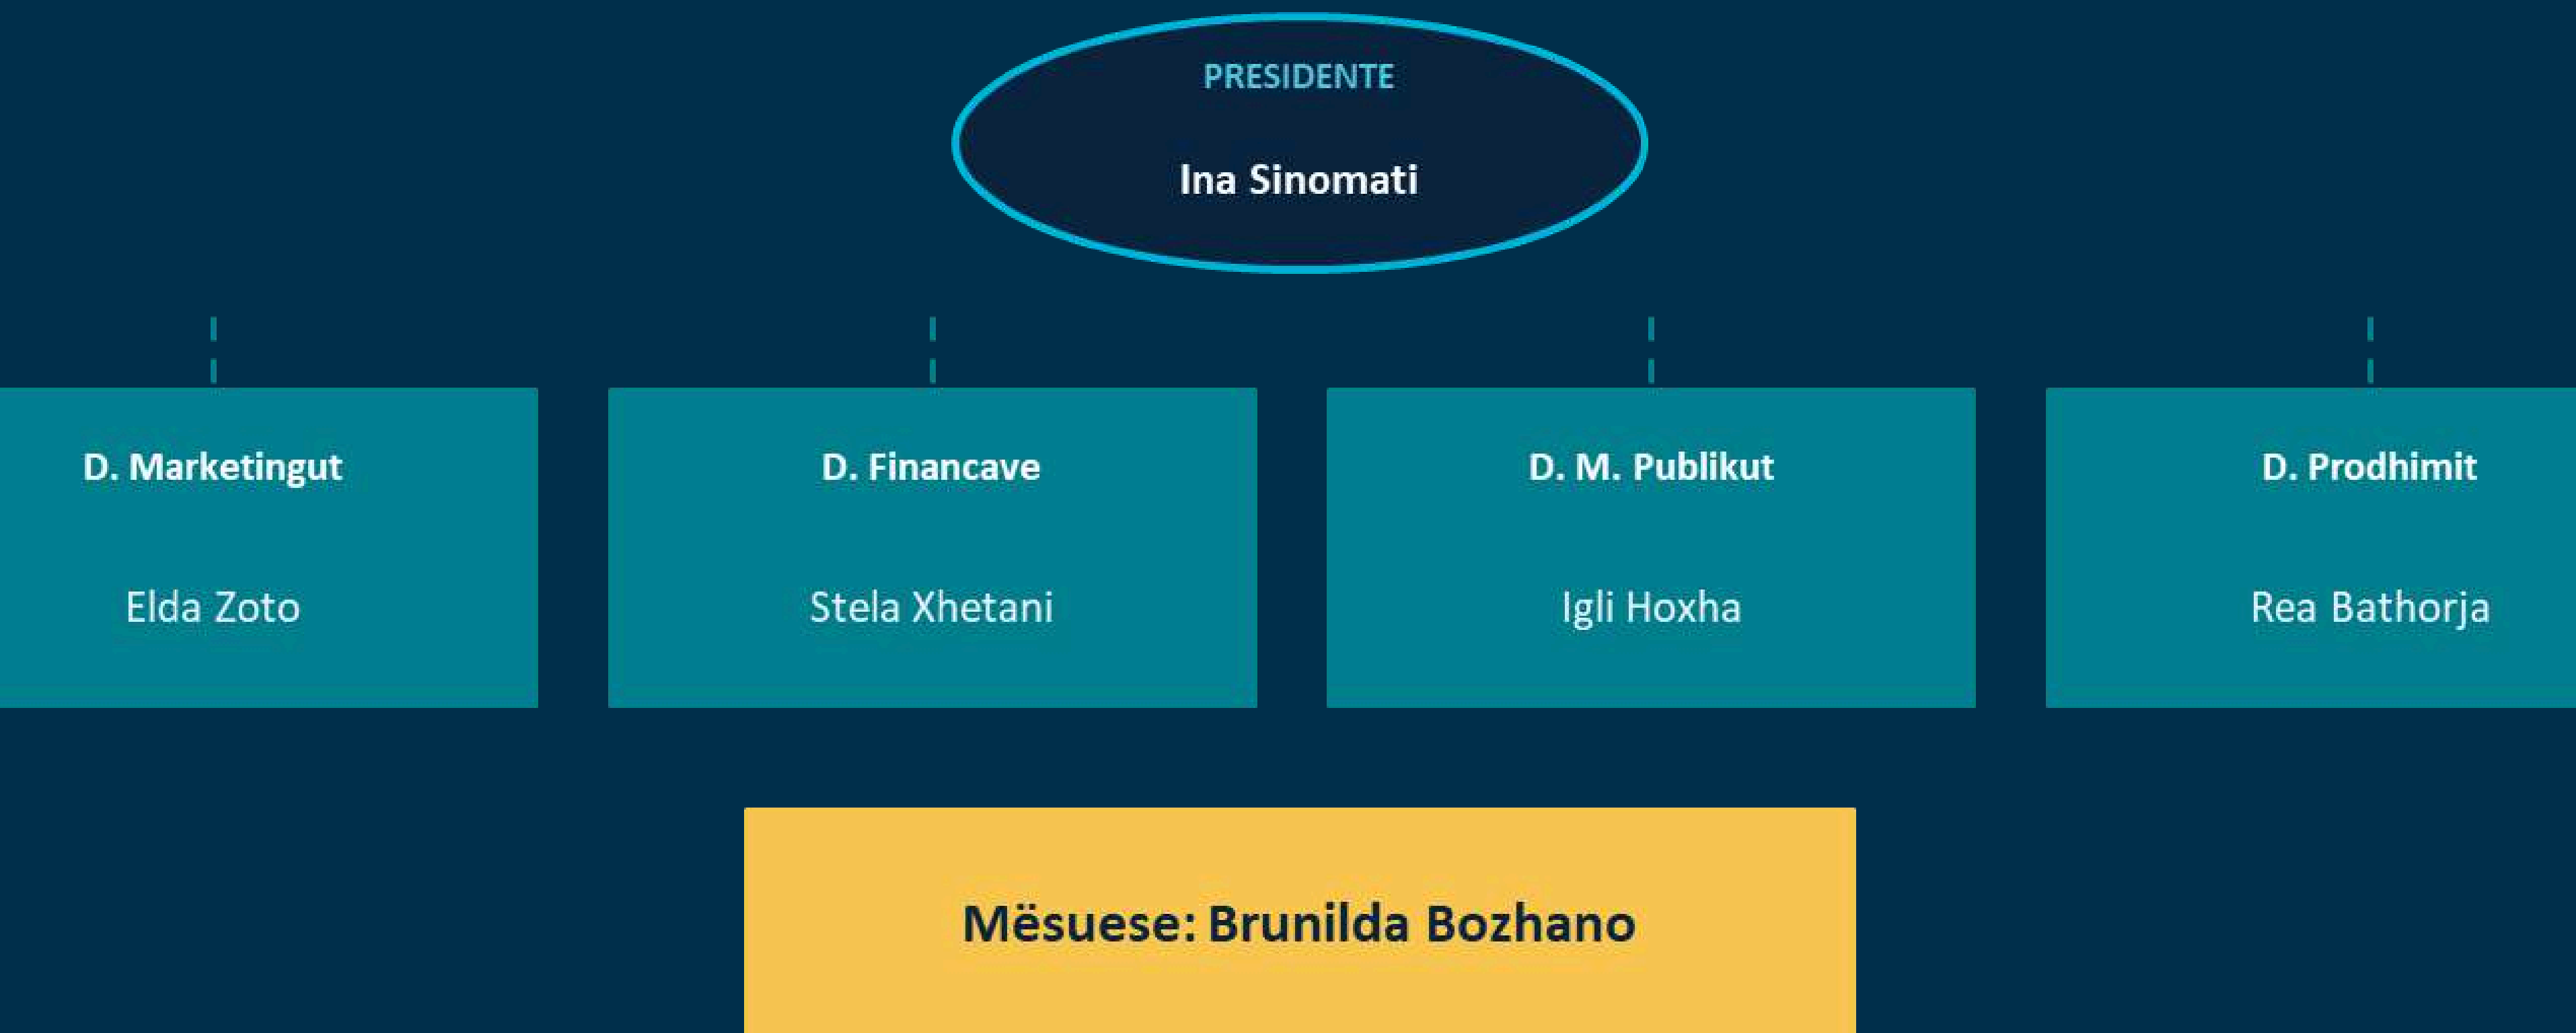 PRESIDENTE
Ina Sinomati
D. Marketingut
Elda Zoto
D. Financave
Stela Xhetani
D. M. Publikut
Igli Hoxha
D. Prodhimit
Rea Bathorja
Mësuese: Brunilda Bozhano